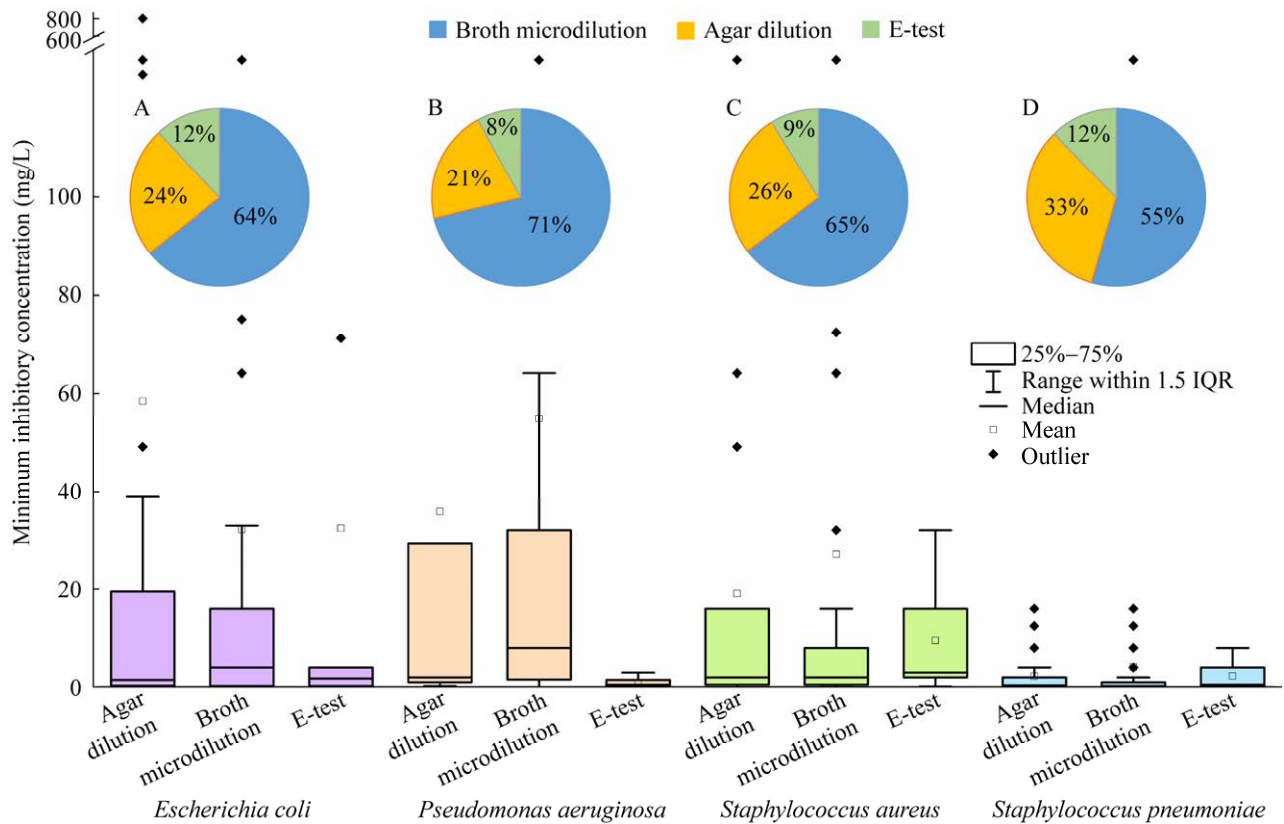 800
600
Broth microdilution
Agar dilution
E-test
A
B
C
D
12%
24%
64%
8%
21%
71%
9%
26%
65%
12%
33%
55%
Minimum inhibitory concentration (mg/L)
100
80
60
40
20
0
25%–75%
Range within 1.5 IQR
Median
Mean
Outlier
Agar
dilution
Broth
microdilution
E-test
Agar
dilution
Broth
microdilution
E-test
Agar
dilution
Broth
microdilution
E-test
Agar
dilution
Broth
microdilution
E-test
Escherichia coli
Pseudomonas aeruginosa
Staphylococcus aureus
Staphylococcus pneumoniae